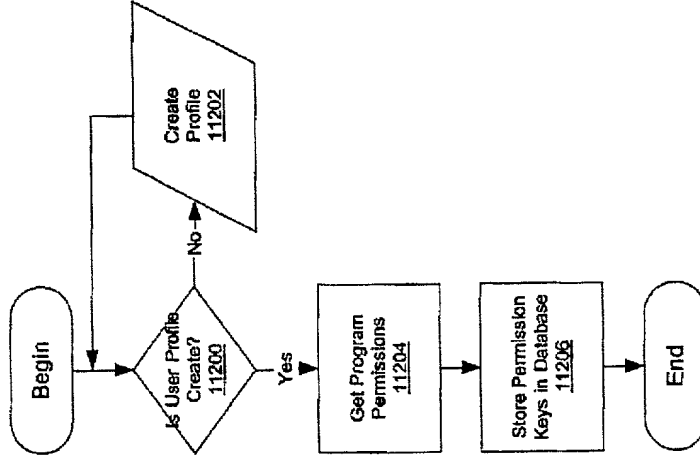 Begin
Is User Profile
Create?
11200
No
Create
Profile
11202
Yes
Get Program
Permissions
11204
Store Permission
Keys in Database
11206
End